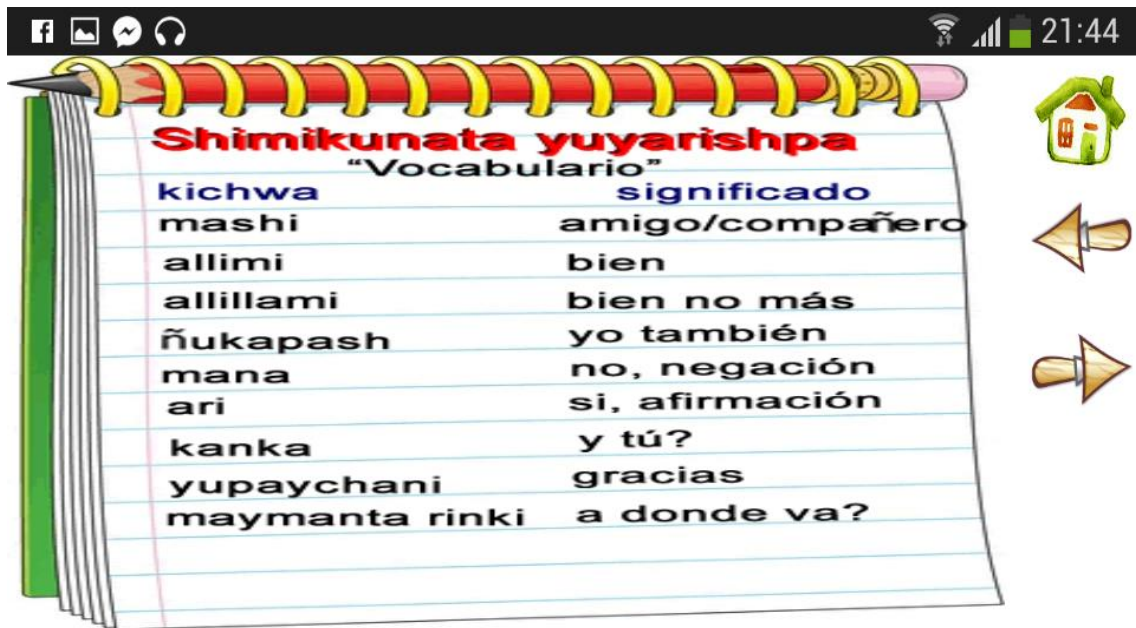 21:44
Shimikunata yuyarishpa
“Vocabulario”
kichwa significado
mashi amigo/compañero
allimi bien
allillami bien no más
ñukapash yo también
mana no, negación
ari si, afirmación
kanka y tú?
yupaychani gracias
maymanta rinki a donde va?